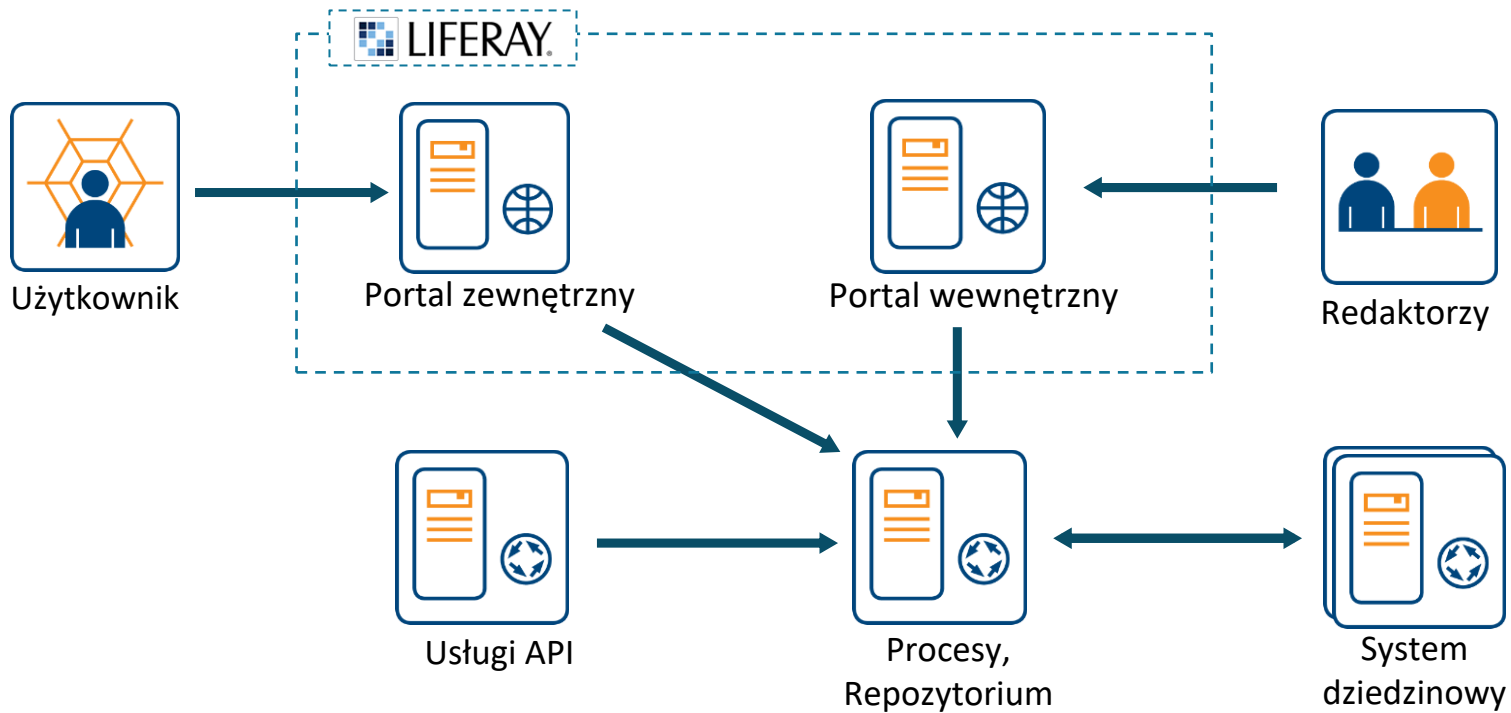 LIFERAY.
Użytkownik
Portal zewnętrzny
Portal wewnętrzny
Redaktorzy
Usługi API
Procesy,
Repozytorium
System
dziedzinowy